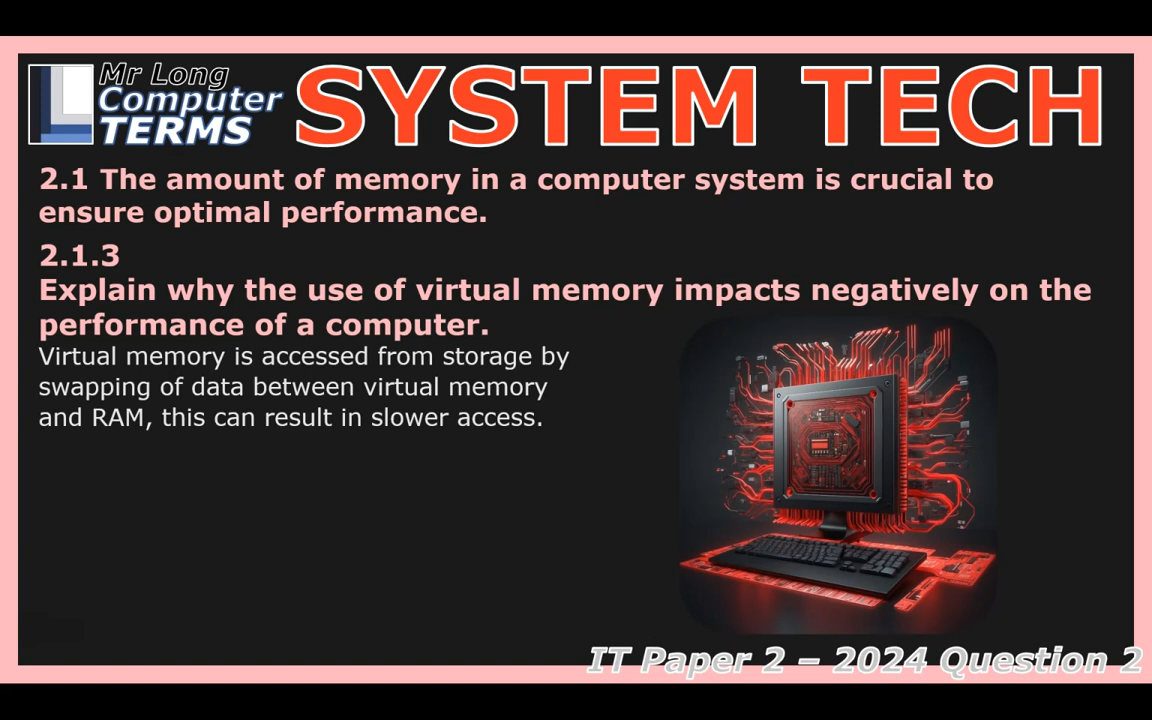 Mr Long
Computer
TERMS
SYSTEM TECH
2.1 The amount of memory in a computer system is crucial to
ensure optimal performance.
2.1.3
Explain why the use of virtual memory impacts negatively on the
performance of a computer.
Virtual memory is accessed from storage by
swapping of data between virtual memory
and RAM, this can result in slower access.
IT Paper 2 – 2024 Question 2